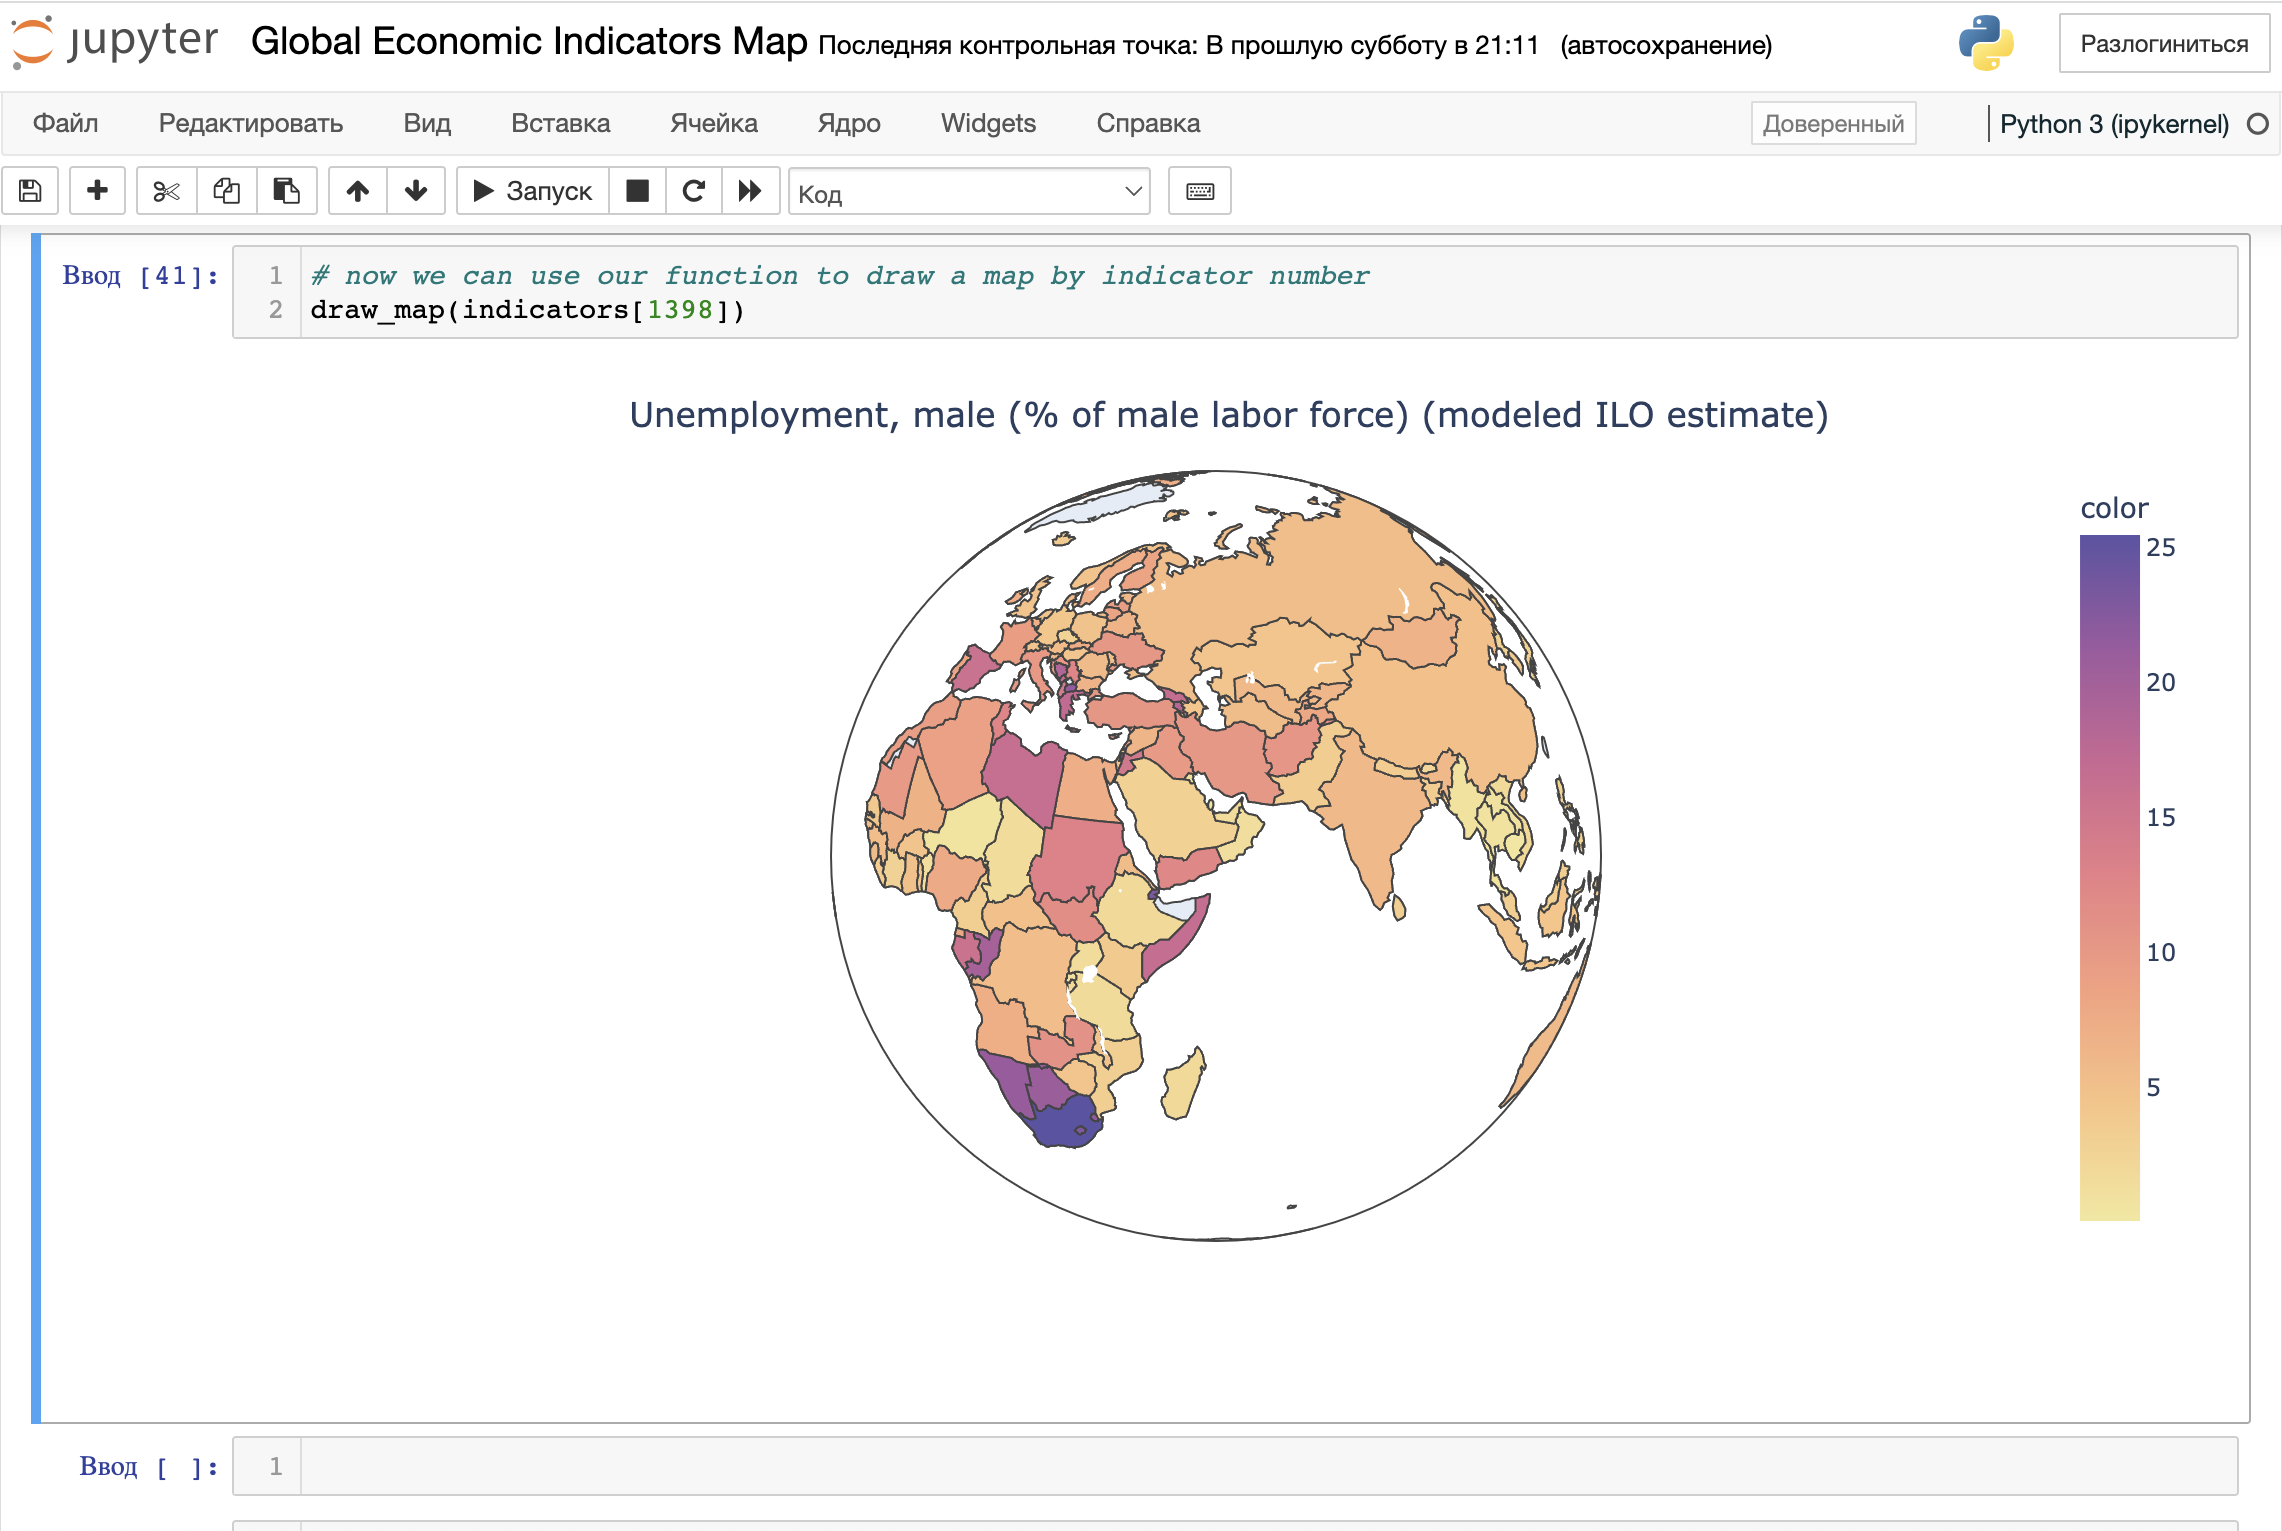 jupyter Global Economic Indicators Map Последняя контрольная точка: В прошлую субботу в 21:11 (автосохранение) Разлогиниться
Файл Редактировать Вид Вставка Ячейка Ядро Widgets Справка Доверенный Python 3 (ipykernel)
Запуск Код
Ввод [41]: 1 # now we can use our function to draw a map by indicator number
2 draw_map(indicators[1398])
Unemployment, male (% of male labor force) (modeled ILO estimate)
color
25
20
15
10
5
Ввод [ ]: 1